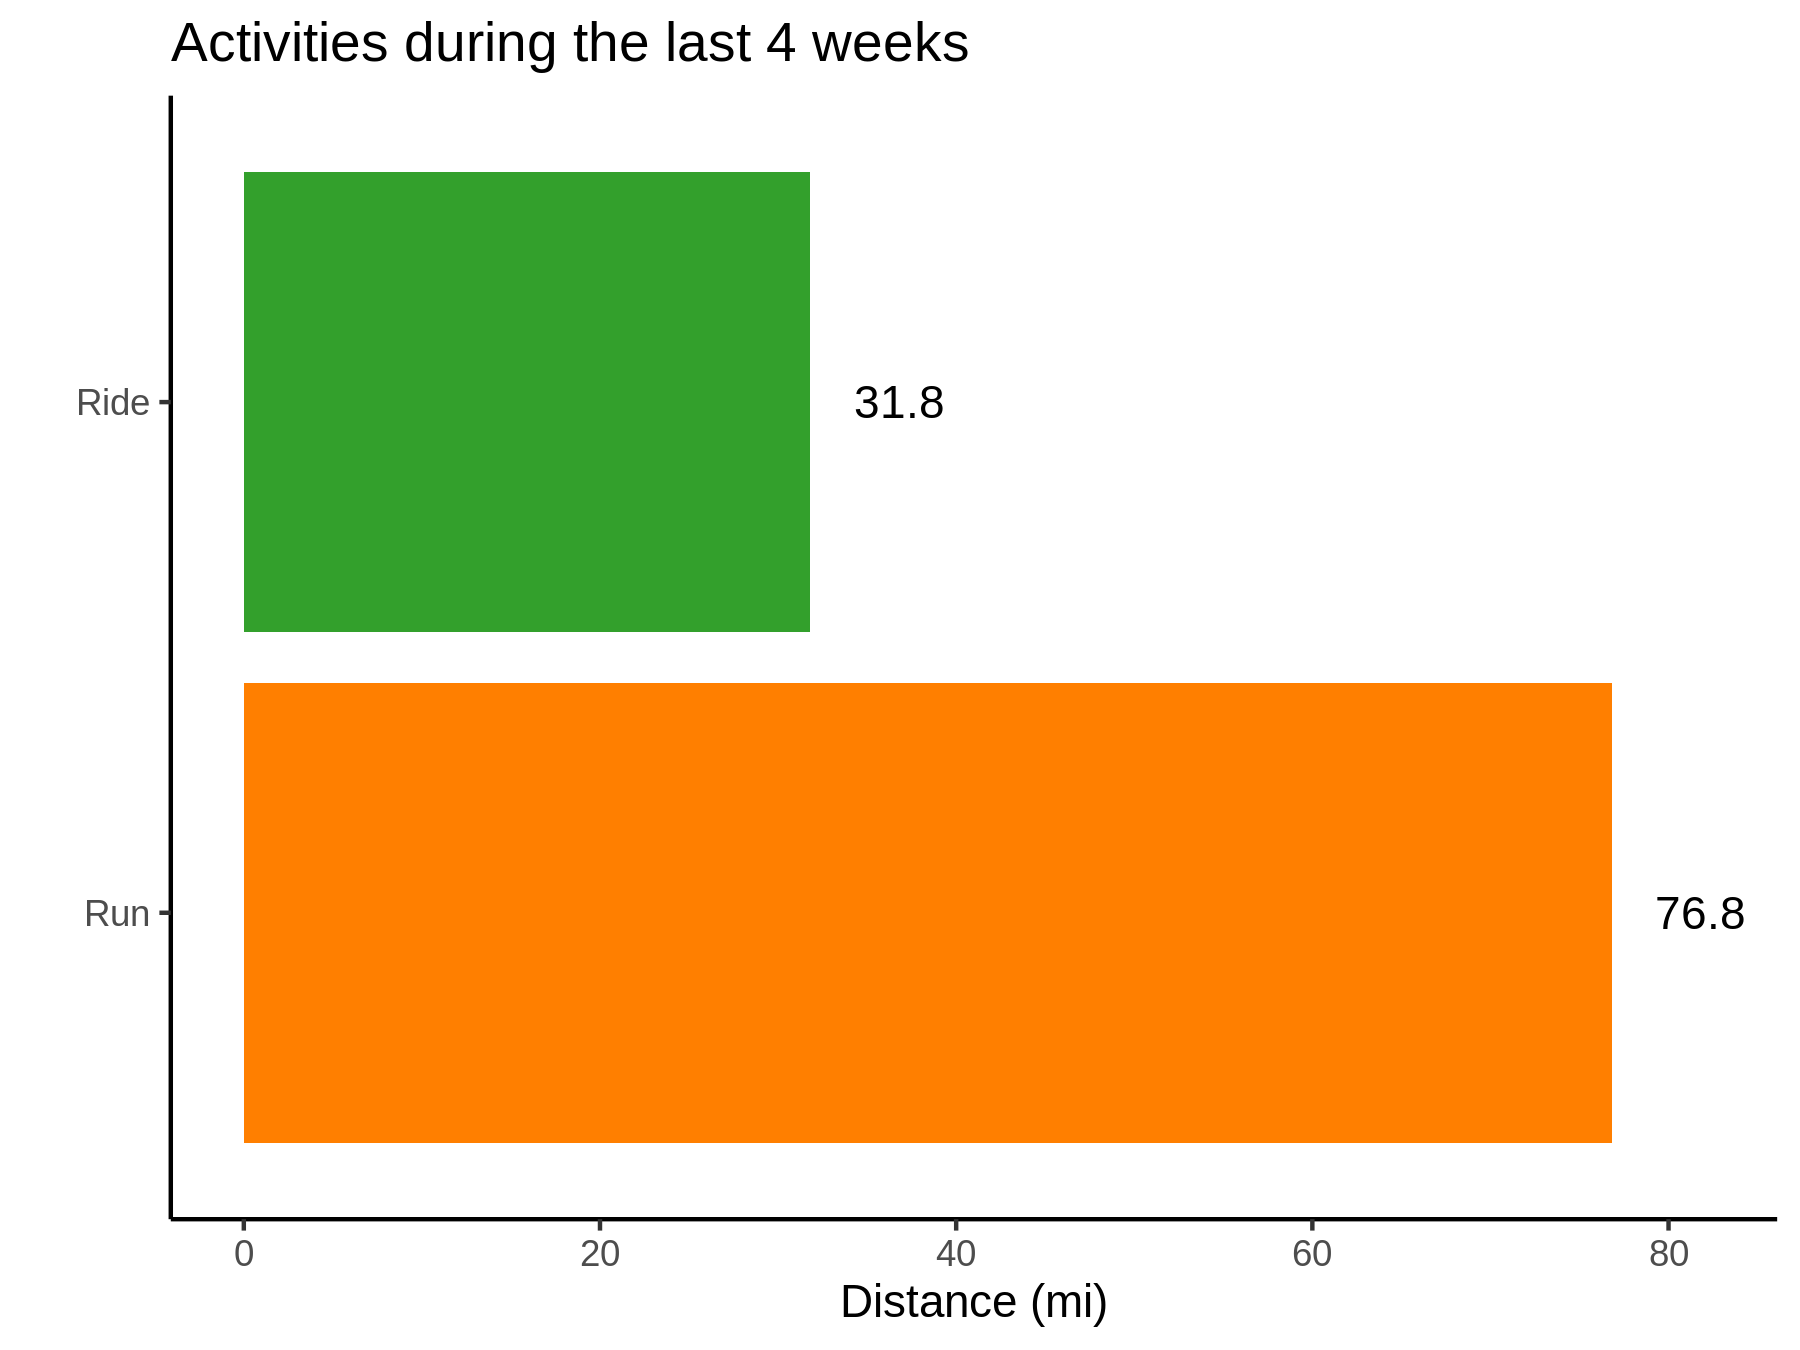 Activities during the last 4 weeks
Ride
31.8
Run
76.8
0 20 40 60 80
Distance (mi)